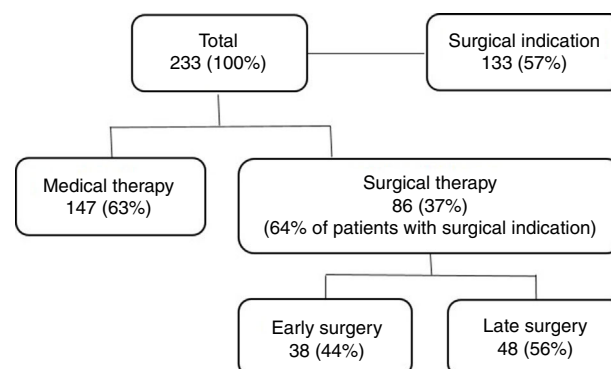 Total
233 (100%)
Surgical indication
133 (57%)
Medical therapy
147 (63%)
Surgical therapy
86 (37%)
(64% of patients with surgical indication)
Early surgery
38 (44%)
Late surgery
48 (56%)